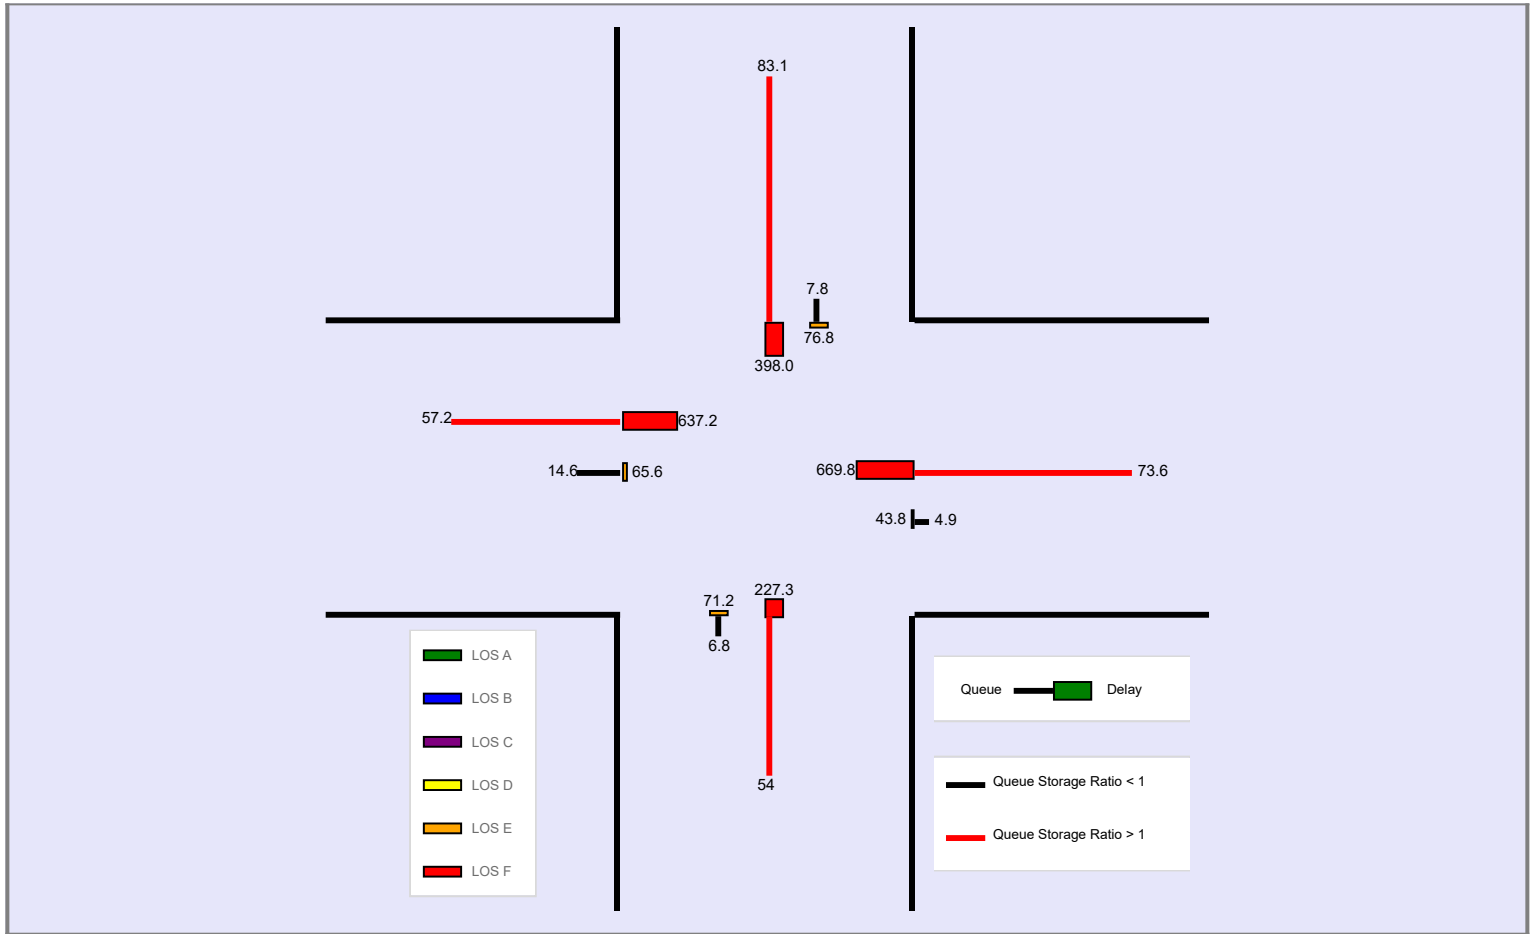 83.1
7.8
76.8
398.0
57.2
637.2
14.6
65.6
669.8
73.6
43.8
4.9
71.2
227.3
6.8
54
LOS A
LOS B
LOS C
LOS D
LOS E
LOS F
Queue Delay
Queue Storage Ratio < 1
Queue Storage Ratio > 1